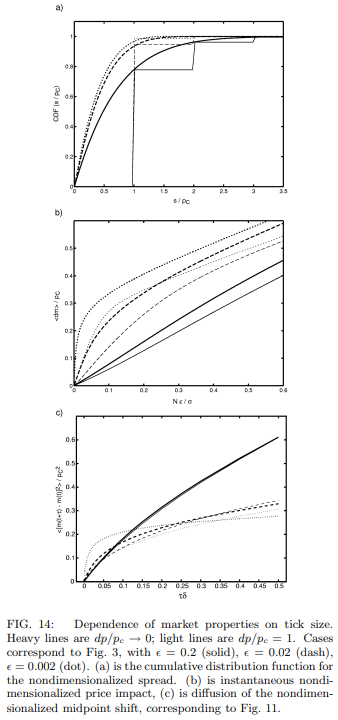 a)
CDF (s / pC)
1
0.8
0.6
0.4
0.2
0
0 0.5 1 1.5 2 2.5 3 3.5
s / pC
b)
<dm> / pC
0.5
0.4
0.3
0.2
0.1
0
0 0.1 0.2 0.3 0.4 0.5 0.6
N ε / σ
c)
<[m(t+τ) - m(t)]²> / pC²
0.6
0.5
0.4
0.3
0.2
0.1
0
0 0.05 0.1 0.15 0.2 0.25 0.3 0.35 0.4 0.45 0.5
τδ
FIG. 14: Dependence of market properties on tick size.
Heavy lines are dp/pc → 0; light lines are dp/pc = 1. Cases
correspond to Fig. 3, with ϵ = 0.2 (solid), ϵ = 0.02 (dash),
ϵ = 0.002 (dot). (a) is the cumulative distribution function for
the nondimensionalized spread. (b) is instantaneous nondi-
mensionalized price impact, (c) is diffusion of the nondimen-
sionalized midpoint shift, corresponding to Fig. 11.